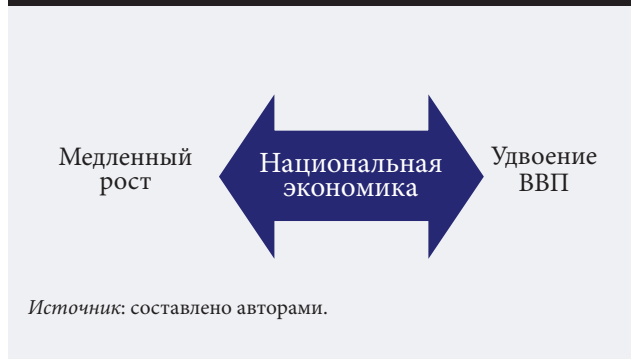 Медленный
рост
Национальная
экономика
Удвоение
ВВП
Источник: составлено авторами.